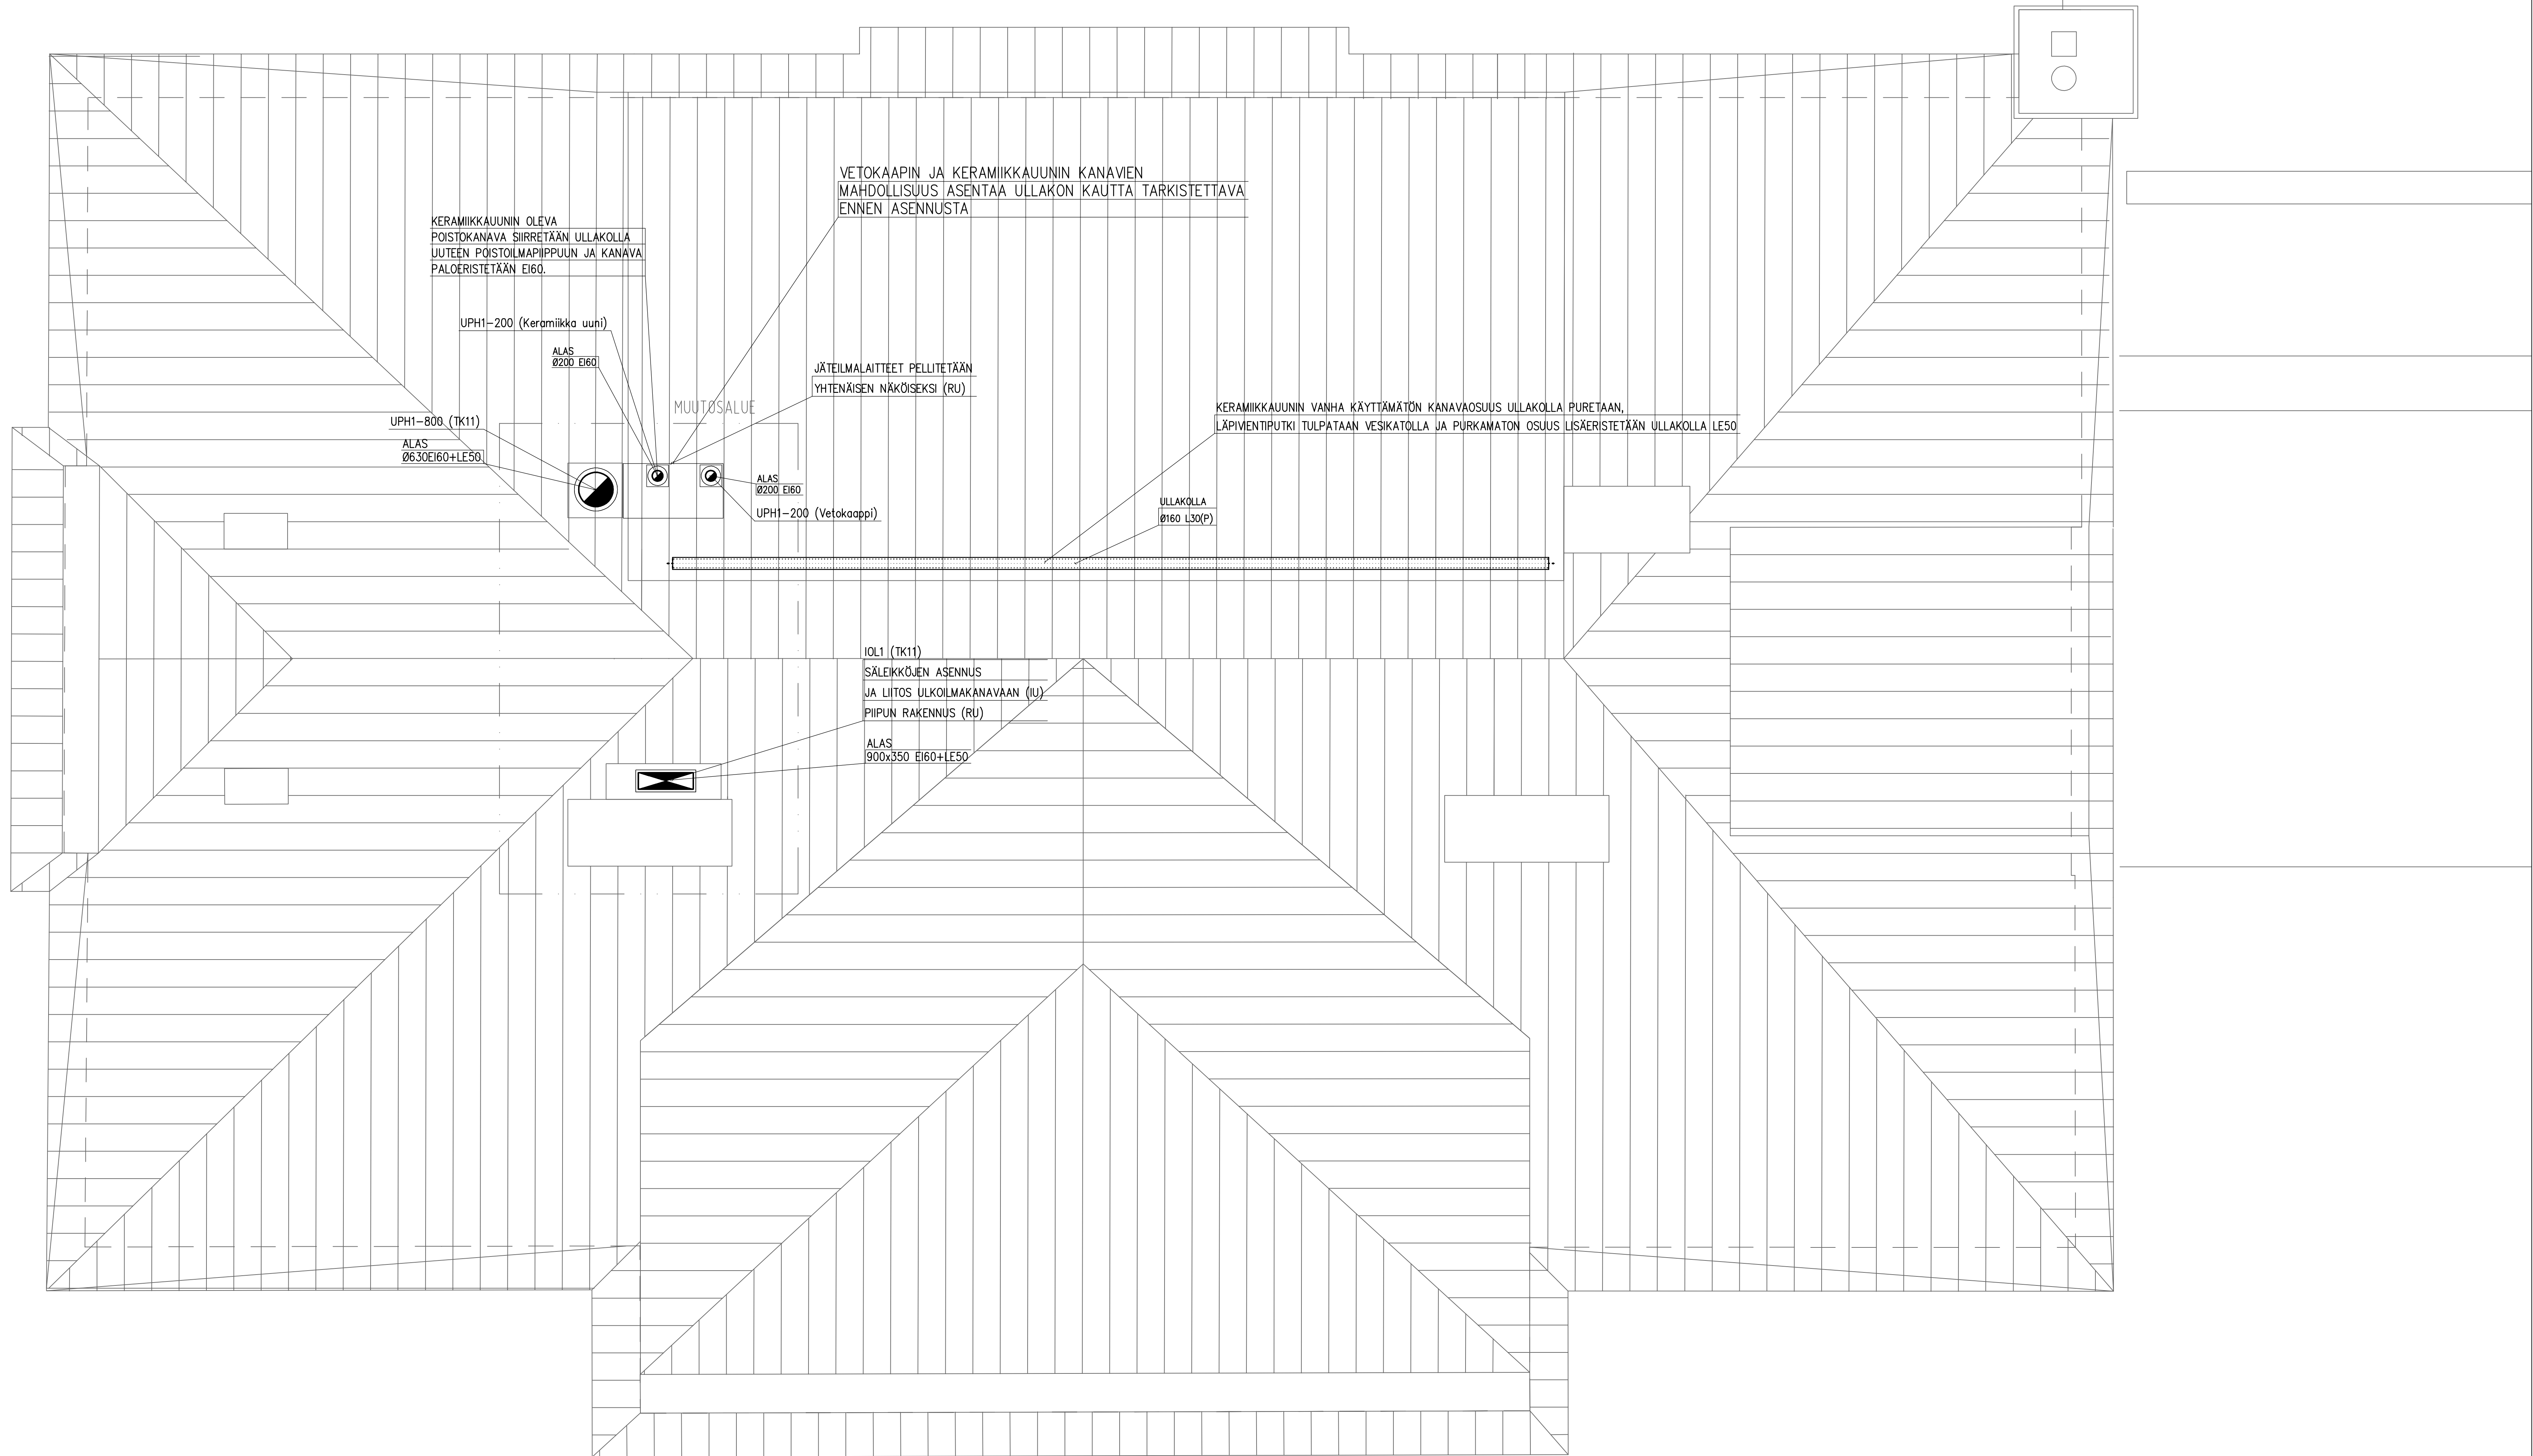 VETOKAAPIN JA KERAMIIKKAUUNIN KANAVIEN
MAHDOLLISUUS ASENTAA ULLAKON KAUTTA TARKISTETTAVA
ENNEN ASENNUSTA
KERAMIIKKAUUNIN OLEVA
POISTOKANAVA SIIRRETÄÄN ULLAKOLLA
UUTEEN POISTOILMAPIIPPUUN JA KANAVA
PALOERISTETÄÄN EI60.
UPH1-200 (Keramiikka uuni)
ALAS
Ø200 EI60
JÄTEILMALAITTEET PELLITETÄÄN
YHTENÄISEN NÄKÖISEKSI (RU)
MUUTOSALUE
UPH1-800 (TK11)
ALAS
Ø630EI60+LE50
KERAMIIKKAUUNIN VANHA KÄYTTÄMÄTÖN KANAVAOSUUS ULLAKOLLA PURETAAN,
LÄPIVIENTIPUTKI TULPATAAN VESIKATOLLA JA PURKAMATON OSUUS LISÄERISTETÄÄN ULLAKOLLA LE50
ALAS
Ø200 EI60
UPH1-200 (Vetokaappi)
ULLAKOLLA
Ø160 L30(P)
IOL1 (TK11)
SÄLEIKKÖJEN ASENNUS
JA LIITOS ULKOILMAKANAVAAN (IU)
PIIPUN RAKENNUS (RU)
ALAS
900x350 EI60+LE50